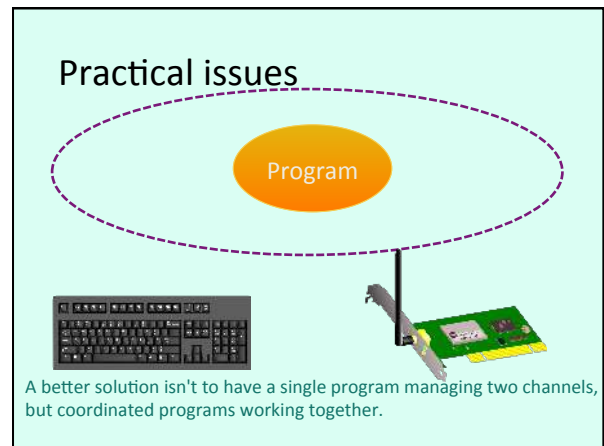 Practical issues
Program
A better solution isn't to have a single program managing two channels,
but coordinated programs working together.